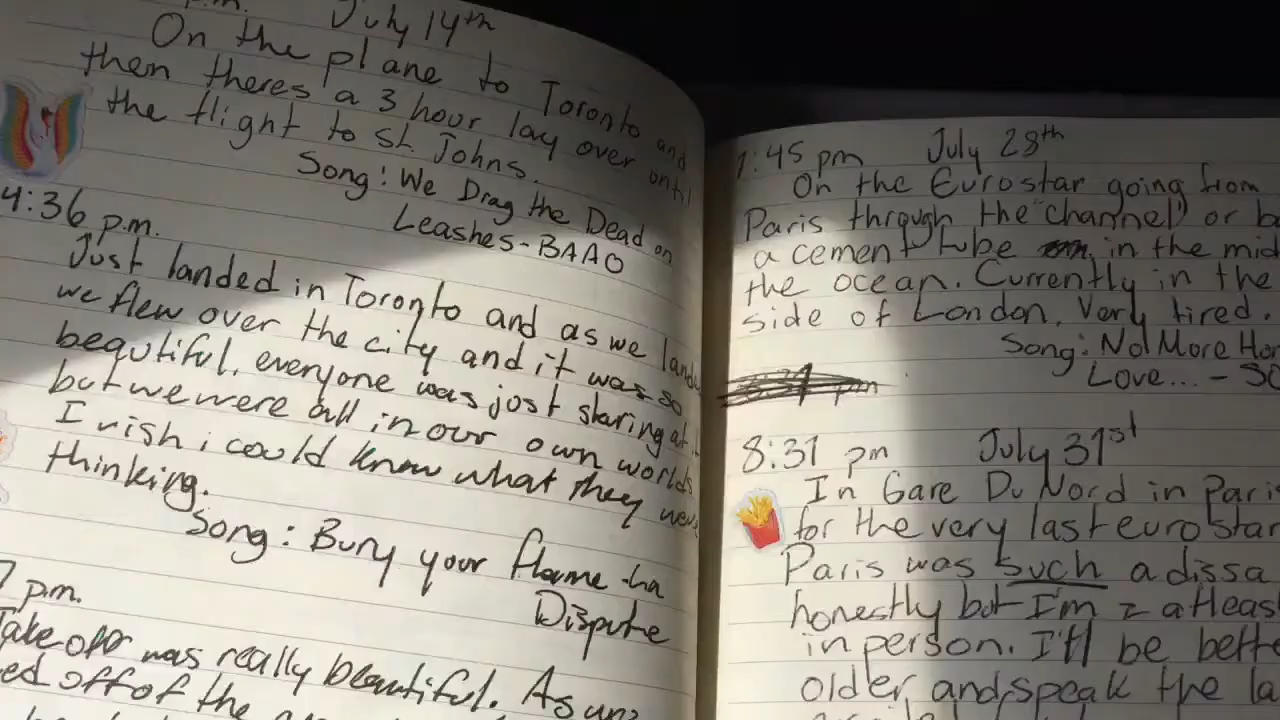 p.m. July 14th
On the plane to Toronto and
then theres a 3 hour lay over until
the flight to St. Johns.
Song: We Drag the Dead on
Leashes-BAAO
4:36 p.m.
Just landed in Toronto and as we lande
we flew over the city and it was so
beautiful, everyone was just staring at
but we were all in our own worlds
I wish i could know what they were
thinking.
Song: Bury your flame -La
Dispute
7 p.m.
Take off was really beautiful. As
ed off of the
1:45 pm July 28th
On the Eurostar going from
Paris through the "channel" or
a cement tube in the mid
the ocean. Currently in the
side of London. Very tired.
Song: No More
Love... -
pm
8:31 pm July 31st
In Gare Du Nord in Paris
for the very last eurostar
Paris was such a dissa
honestly but I'm atleast
in person. I'll be bette
older and speak the la